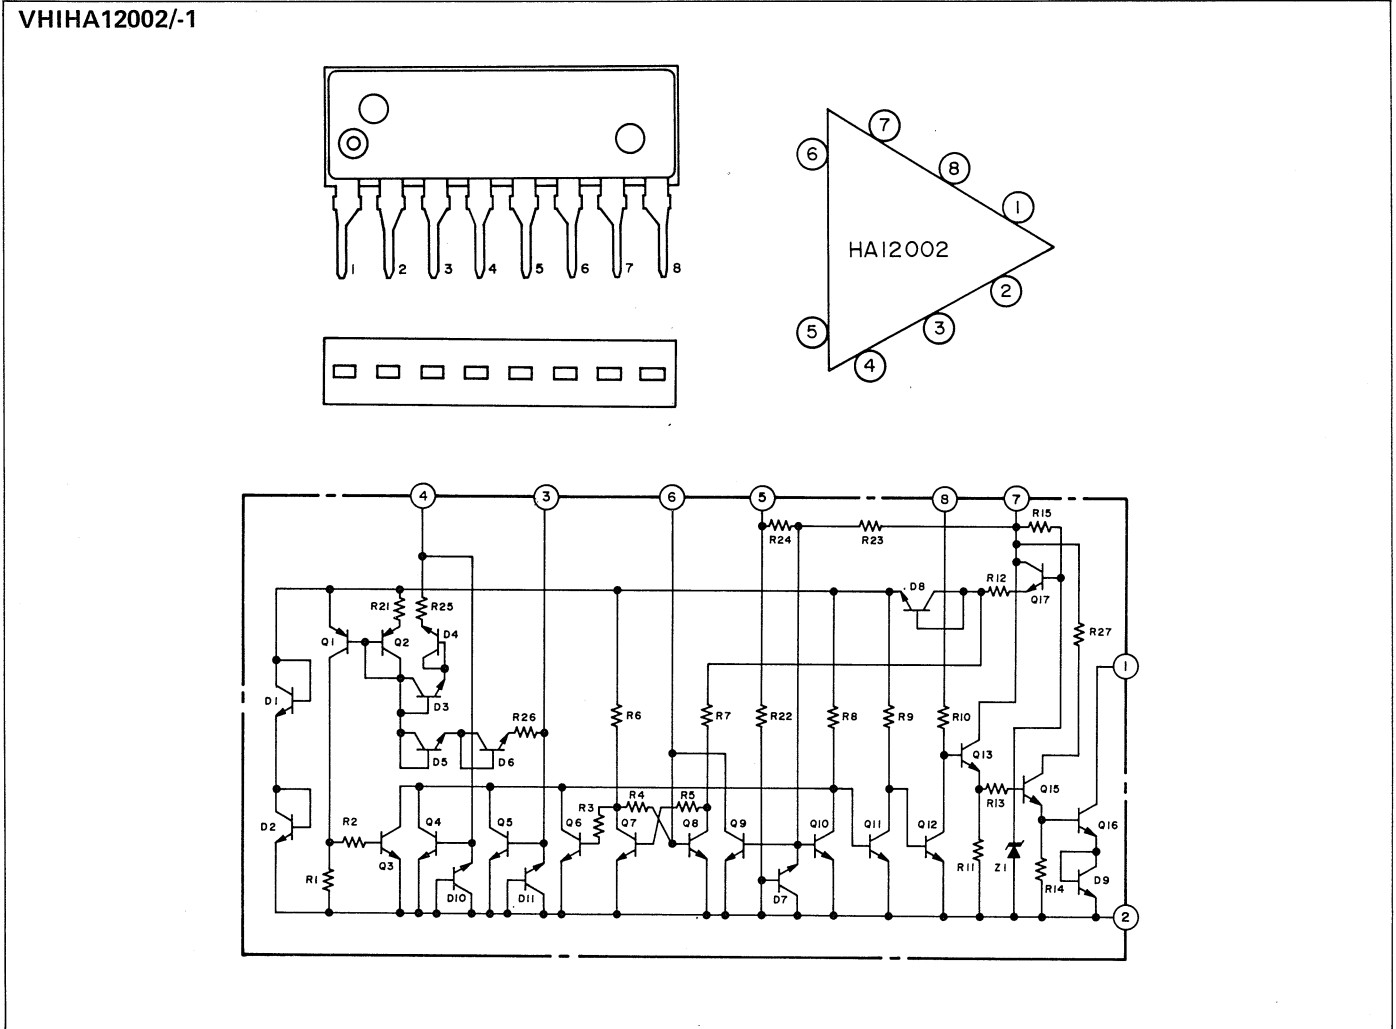 VHIHA12002/-1
1 2 3 4 5 6 7 8
7
6
8
1
HA12002
2
5
3
4
4 3 6 5 8 7
R15
R24 R23
D8 R12
Q17
R21 R25
D4
Q1 Q2
R27
1
D1
D3
R26
R6 R7 R22 R8 R9 R10
D5 D6
Q13
R4 R5
R3
R13 Q15
D2 R2 Q4 Q5 Q6 Q7 Q8 Q9 Q10 Q11 Q12 Q16
Q3
R1
R11 Z1
R14 D9
D10 D11 D7
2